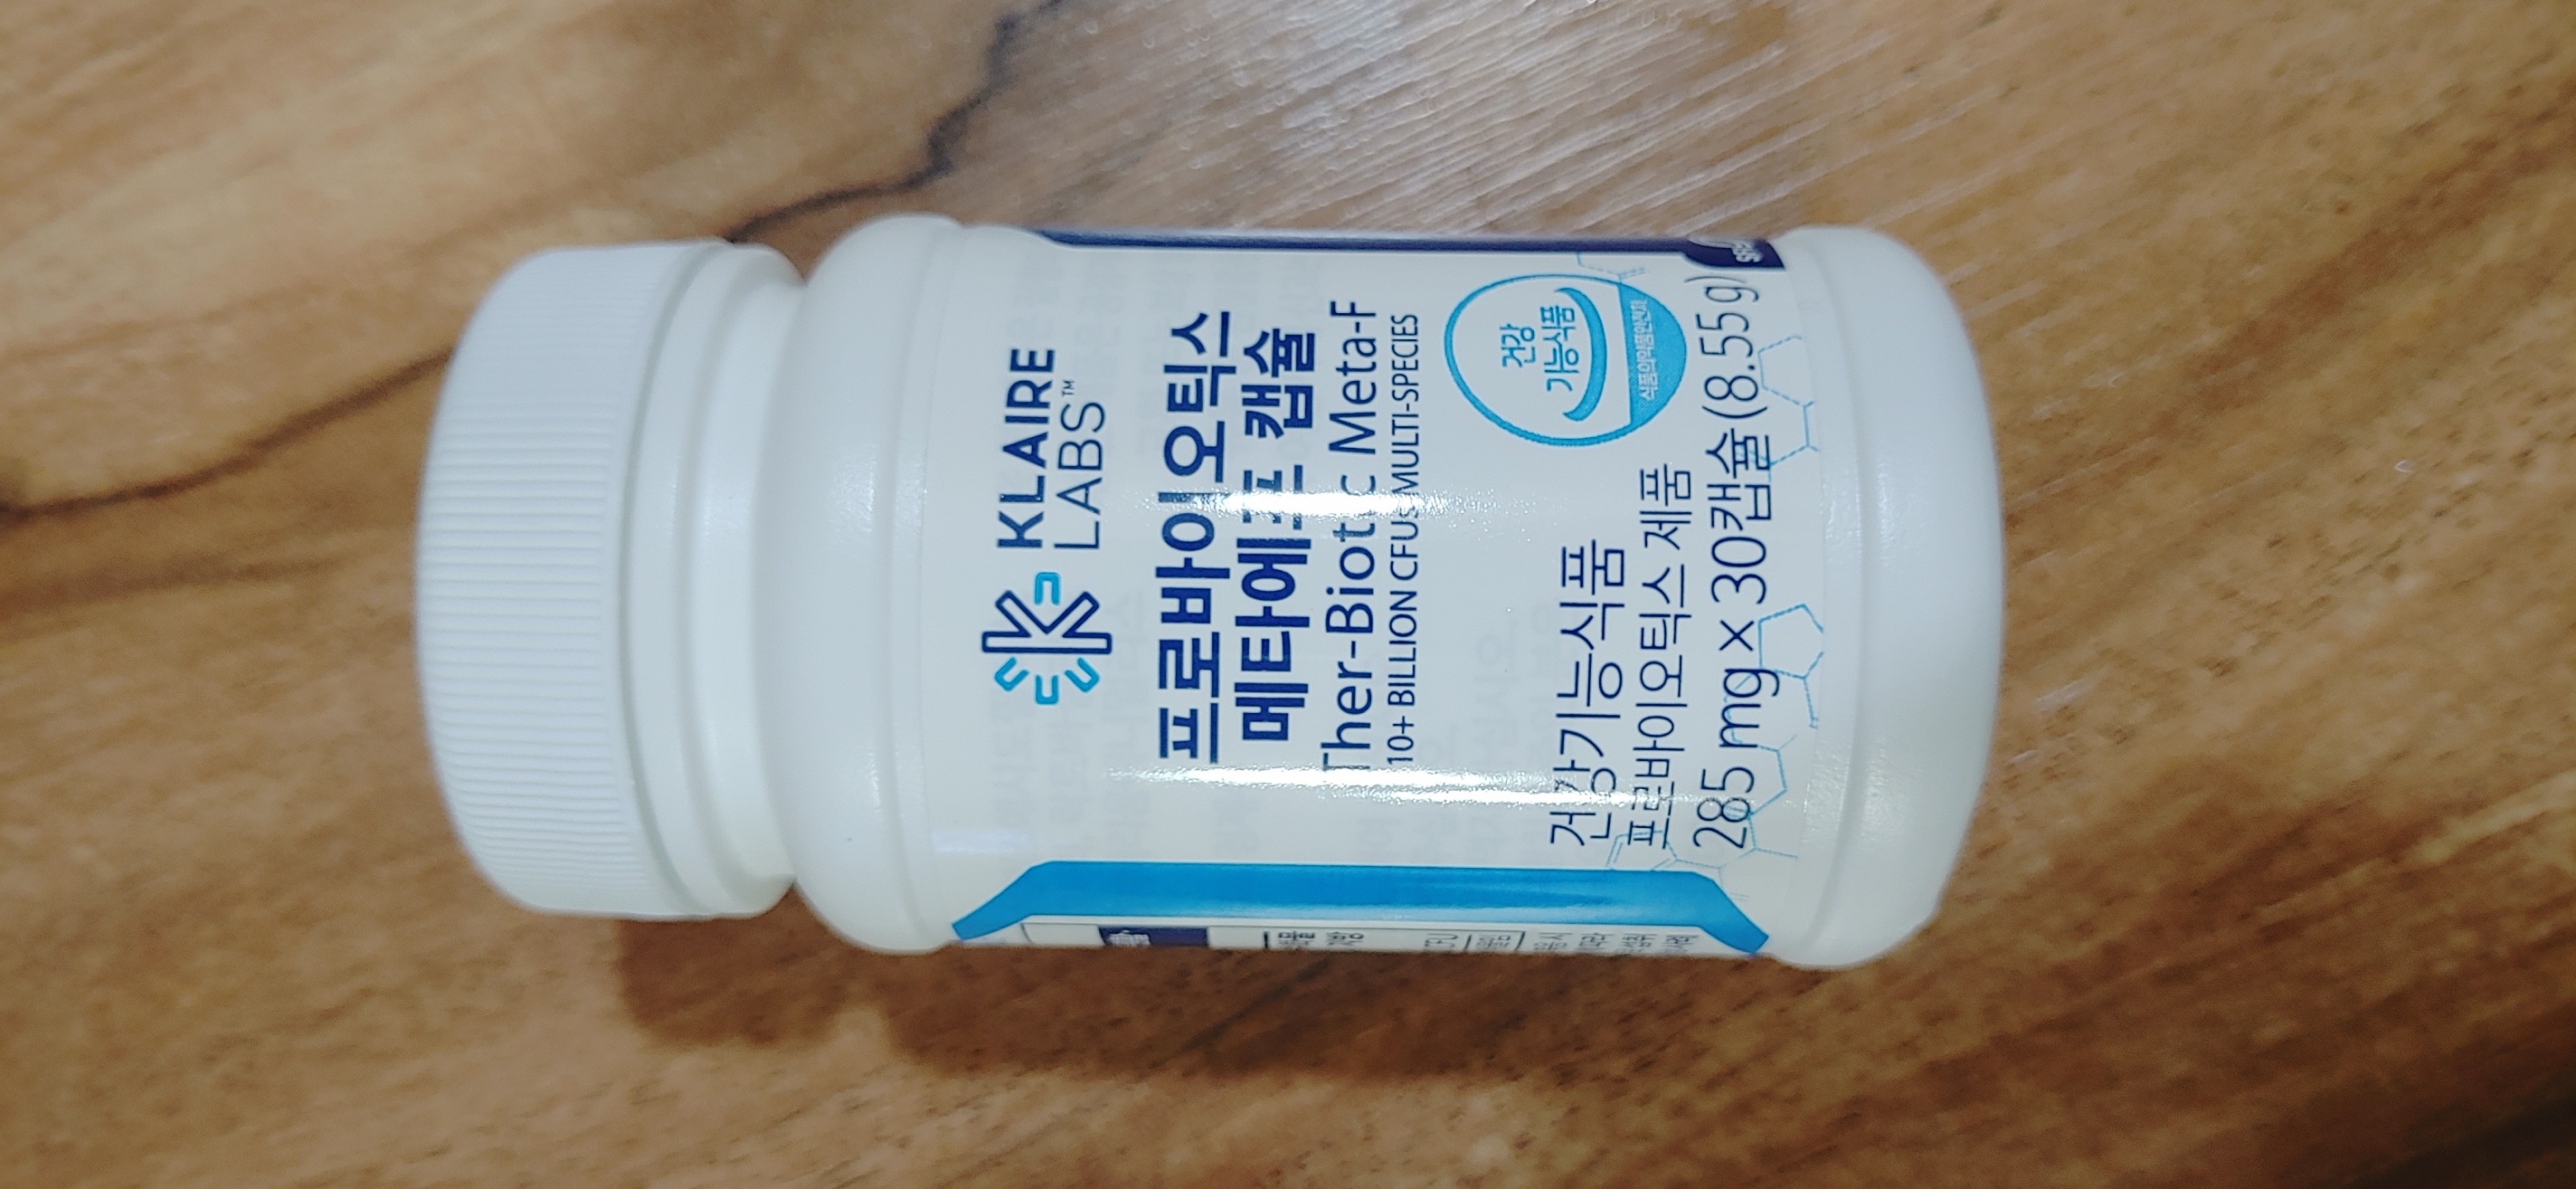 KLAIRE
LABS™
프로바이오틱스
메타에프 캡슐
Ther-Biotic Meta-F
10+ BILLION CFUs MULTI-SPECIES
건강
기능식품
식품의약품안전처
건강기능식품
프로바이오틱스 제품
285 mg × 30캡슐 (8.55 g)